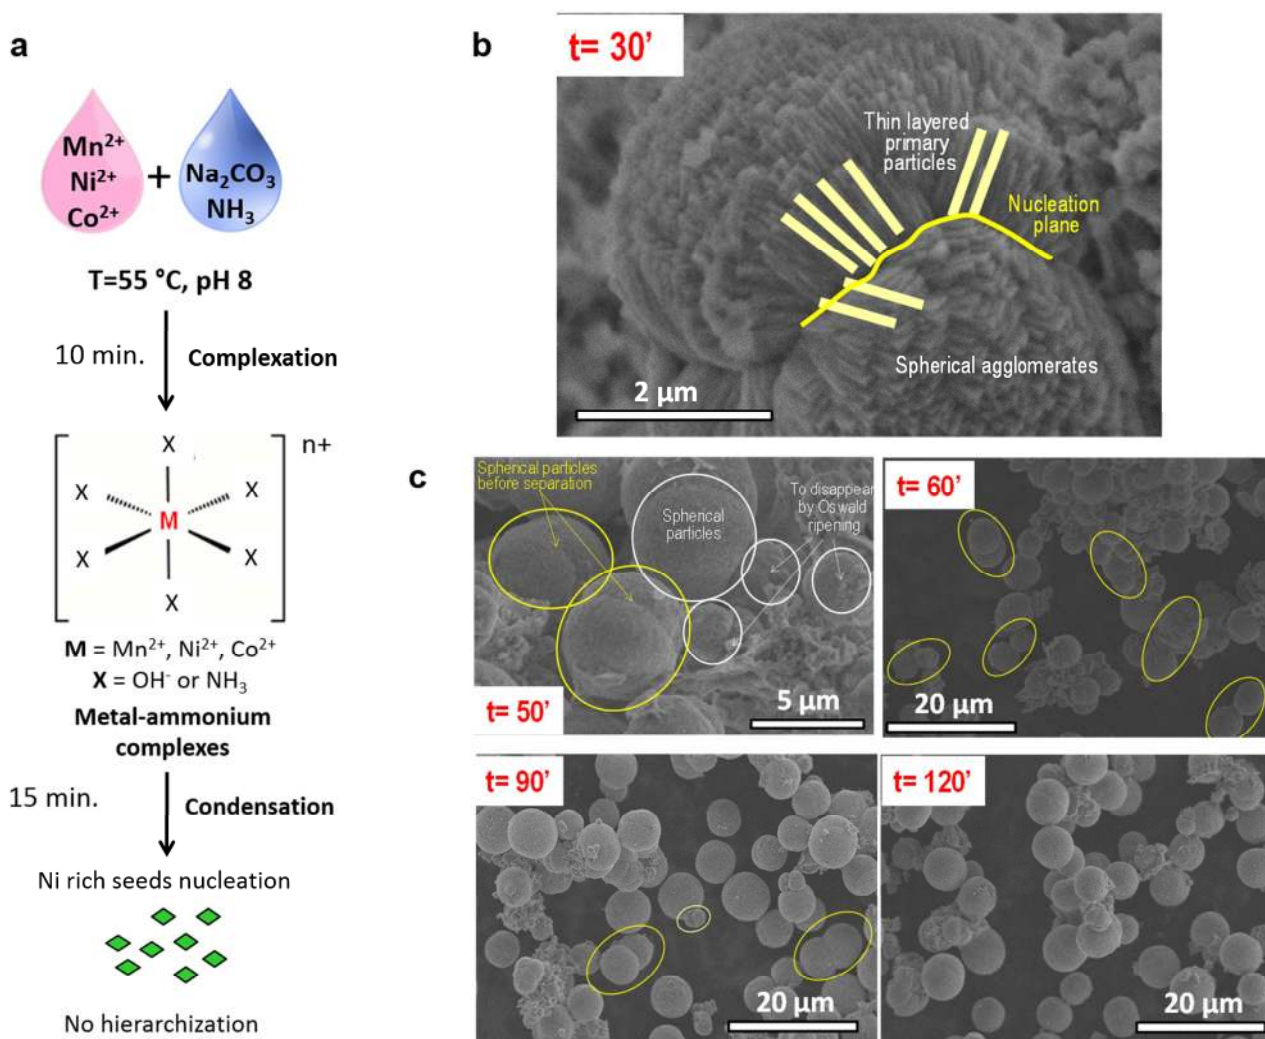 a
Mn²⁺
Ni²⁺
Co²⁺
+
Na₂CO₃
NH₃
T=55 °C, pH 8
10 min.
Complexation
n+
X
X
X
M
X
X
X
M = Mn²⁺, Ni²⁺, Co²⁺
X = OH⁻ or NH₃
Metal-ammonium
complexes
15 min.
Condensation
Ni rich seeds nucleation
No hierarchization
b
t= 30’
Thin layered
primary
particles
Nucleation
plane
Spherical agglomerates
2 µm
c
Spherical particles
before separation
Spherical
particles
To disappear
by Oswald
ripening
t= 50’
5 µm
t= 60’
20 µm
t= 90’
20 µm
t= 120’
20 µm